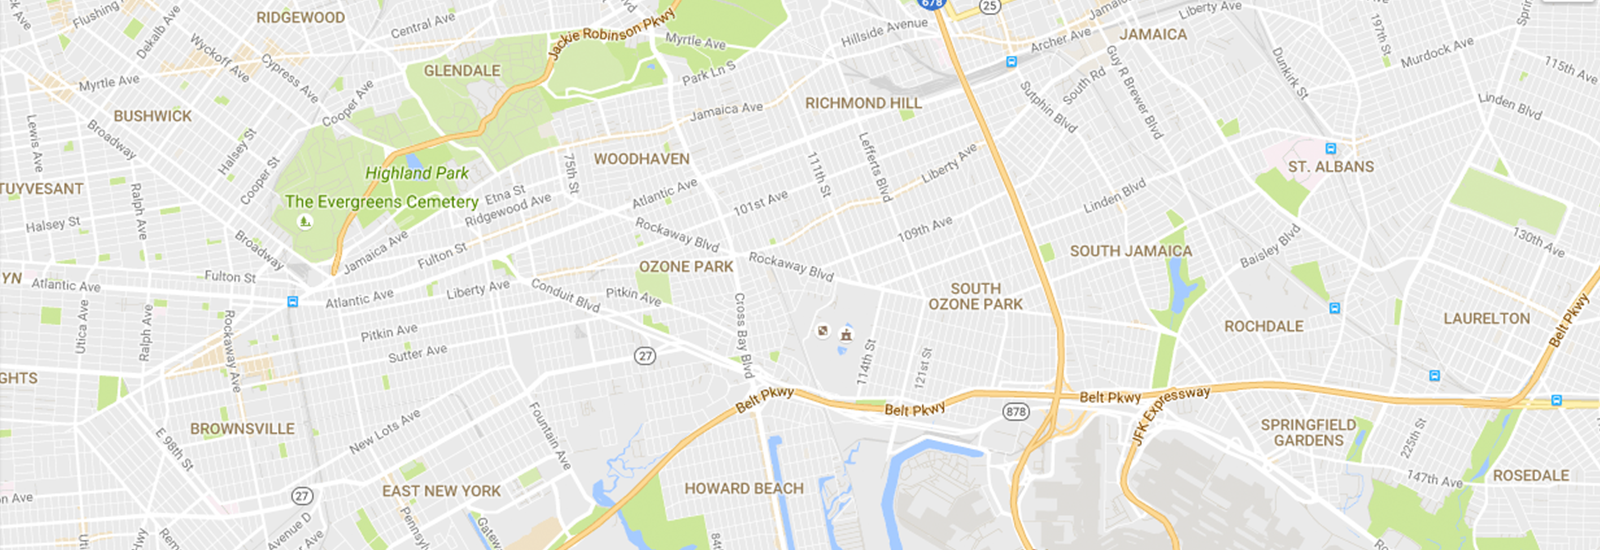 RIDGEWOOD
Central Ave
Jackie Robinson Pkwy
678
25
Hillside Avenue
Liberty Ave
JAMAICA
197th St
Flushing
Dekalb Ave
Wyckoff Ave
Myrtle Ave
Archer Ave
Murdock Ave
GLENDALE
Park Ln S
Cypress Ave
Cooper Ave
South Rd
Guy R Brewer Blvd
Dunkirk St
115th Ave
Myrtle Ave
BUSHWICK
Jamaica Ave
RICHMOND HILL
Sutphin Blvd
Linden Blvd
Lewis Ave
Broadway
Halsey St
Cooper St
WOODHAVEN
75th St
111th St
Lefferts Blvd
Liberty Ave
ST. ALBANS
Highland Park
The Evergreens Cemetery
TUYVESANT
Ralph Ave
Etna St
Ridgewood Ave
Atlantic Ave
101st Ave
Linden Blvd
Halsey St
Broadway
Jamaica Ave
Fulton St
Rockaway Blvd
109th Ave
Baisley Blvd
130th Ave
SOUTH JAMAICA
OZONE PARK
Rockaway Blvd
YN
Atlantic Ave
Fulton St
Atlantic Ave
Liberty Ave
Conduit Blvd
Pitkin Ave
SOUTH
OZONE PARK
Utica Ave
Ralph Ave
Rockaway Ave
Pitkin Ave
Sutter Ave
Cross Bay Blvd
ROCHDALE
LAURELTON
Belt Pkwy
27
114th St
121st St
GHTS
Belt Pkwy
Belt Pkwy
878
Belt Pkwy
JFK Expressway
BROWNSVILLE
New Lots Ave
Fountain Ave
SPRINGFIELD
GARDENS
225th St
E 98th St
147th Ave
ROSEDALE
27
EAST NEW YORK
HOWARD BEACH
on Ave
Avenue D